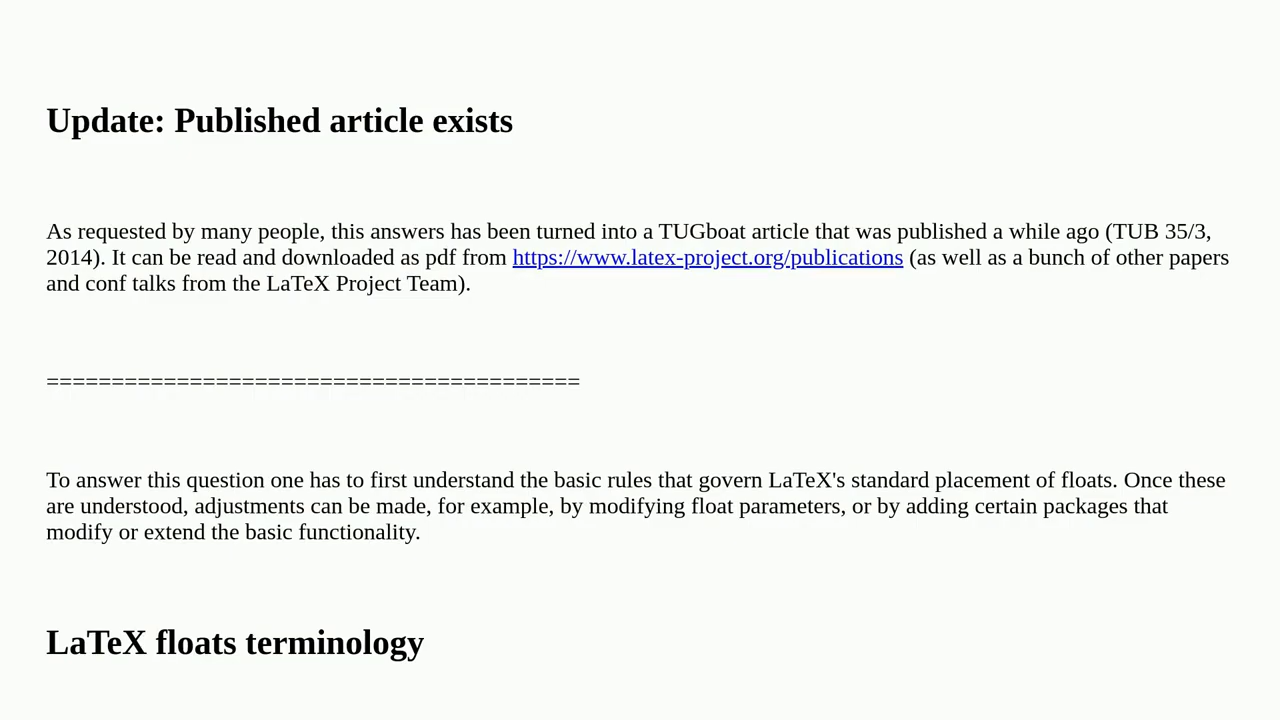 Update: Published article exists
As requested by many people, this answers has been turned into a TUGboat article that was published a while ago (TUB 35/3,
2014). It can be read and downloaded as pdf from https://www.latex-project.org/publications (as well as a bunch of other papers
and conf talks from the LaTeX Project Team).
=========================================
To answer this question one has to first understand the basic rules that govern LaTeX's standard placement of floats. Once these
are understood, adjustments can be made, for example, by modifying float parameters, or by adding certain packages that
modify or extend the basic functionality.
LaTeX floats terminology